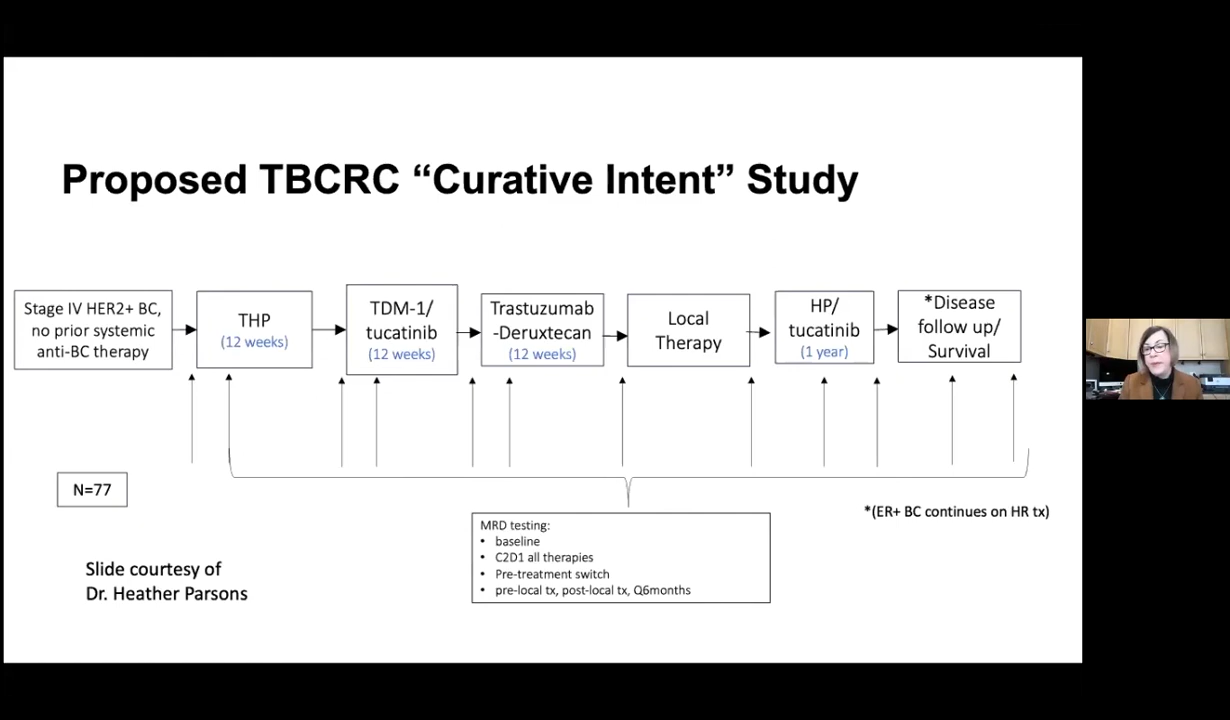 Proposed TBCRC “Curative Intent” Study
Stage IV HER2+ BC,
no prior systemic
anti-BC therapy
THP
(12 weeks)
TDM-1/
tucatinib
(12 weeks)
Trastuzumab
-Deruxtecan
(12 weeks)
Local
Therapy
HP/
tucatinib
(1 year)
*Disease
follow up/
Survival
N=77
*(ER+ BC continues on HR tx)
MRD testing:
• baseline
• C2D1 all therapies
• Pre-treatment switch
• pre-local tx, post-local tx, Q6months
Slide courtesy of
Dr. Heather Parsons